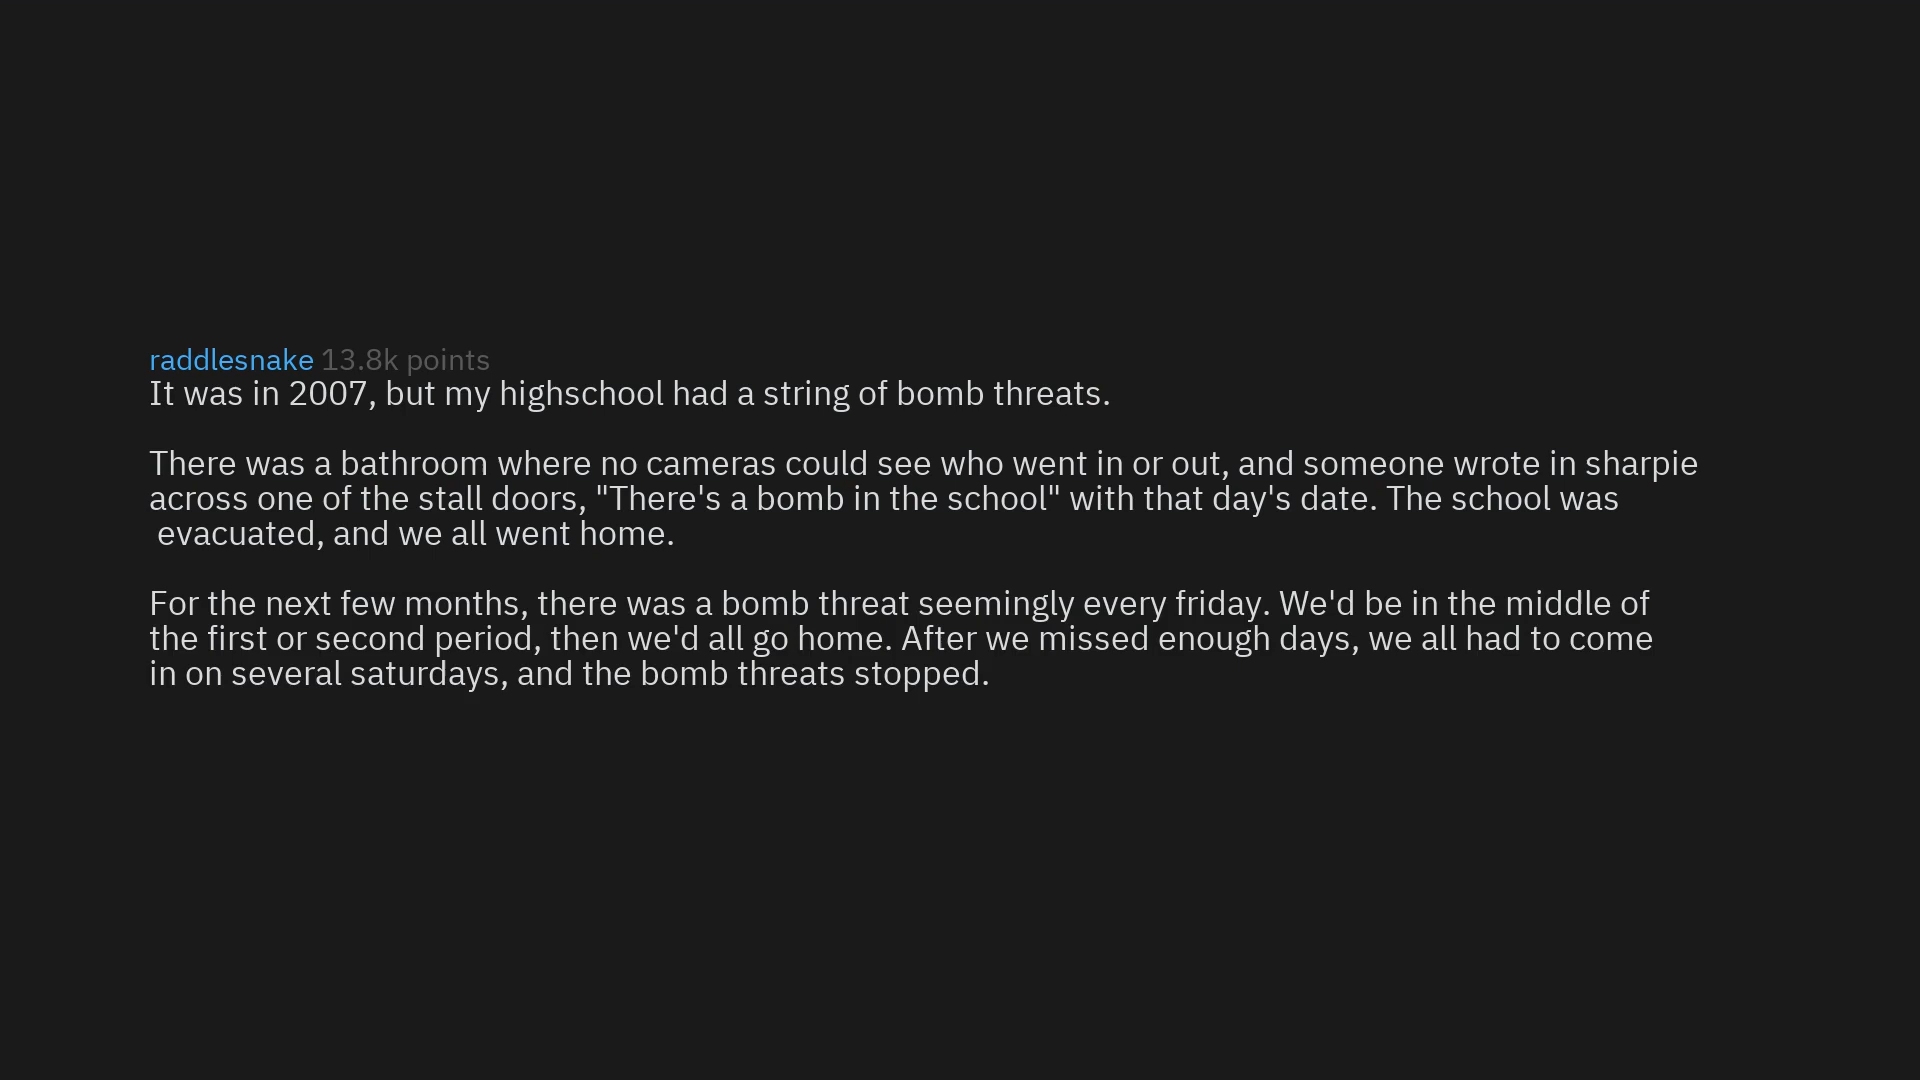 raddlesnake 13.8k points
It was in 2007, but my highschool had a string of bomb threats.
There was a bathroom where no cameras could see who went in or out, and someone wrote in sharpie
across one of the stall doors, "There's a bomb in the school" with that day's date. The school was
evacuated, and we all went home.
For the next few months, there was a bomb threat seemingly every friday. We'd be in the middle of
the first or second period, then we'd all go home. After we missed enough days, we all had to come
in on several saturdays, and the bomb threats stopped.